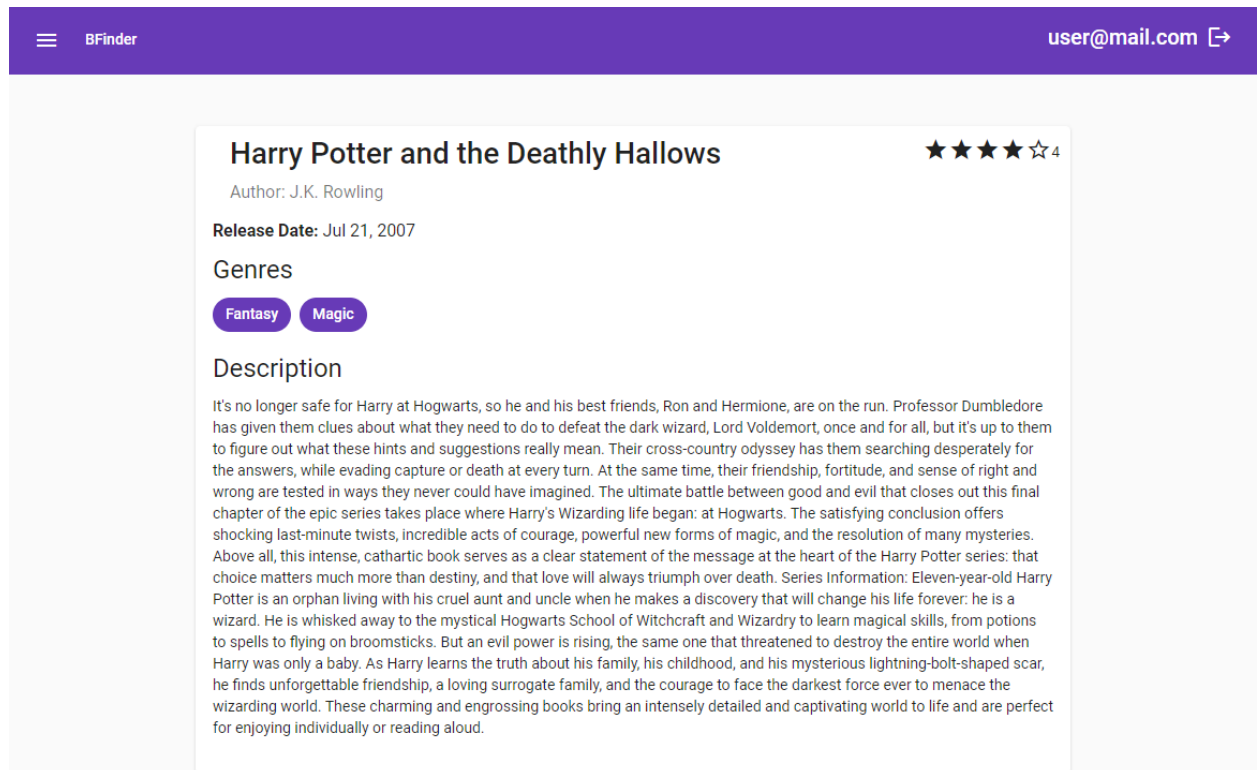 BFinder
user@mail.com
Harry Potter and the Deathly Hallows
4
Author: J.K. Rowling
Release Date: Jul 21, 2007
Genres
Fantasy Magic
Description
It's no longer safe for Harry at Hogwarts, so he and his best friends, Ron and Hermione, are on the run. Professor Dumbledore
has given them clues about what they need to do to defeat the dark wizard, Lord Voldemort, once and for all, but it's up to them
to figure out what these hints and suggestions really mean. Their cross-country odyssey has them searching desperately for
the answers, while evading capture or death at every turn. At the same time, their friendship, fortitude, and sense of right and
wrong are tested in ways they never could have imagined. The ultimate battle between good and evil that closes out this final
chapter of the epic series takes place where Harry's Wizarding life began: at Hogwarts. The satisfying conclusion offers
shocking last-minute twists, incredible acts of courage, powerful new forms of magic, and the resolution of many mysteries.
Above all, this intense, cathartic book serves as a clear statement of the message at the heart of the Harry Potter series: that
choice matters much more than destiny, and that love will always triumph over death. Series Information: Eleven-year-old Harry
Potter is an orphan living with his cruel aunt and uncle when he makes a discovery that will change his life forever: he is a
wizard. He is whisked away to the mystical Hogwarts School of Witchcraft and Wizardry to learn magical skills, from potions
to spells to flying on broomsticks. But an evil power is rising, the same one that threatened to destroy the entire world when
Harry was only a baby. As Harry learns the truth about his family, his childhood, and his mysterious lightning-bolt-shaped scar,
he finds unforgettable friendship, a loving surrogate family, and the courage to face the darkest force ever to menace the
wizarding world. These charming and engrossing books bring an intensely detailed and captivating world to life and are perfect
for enjoying individually or reading aloud.